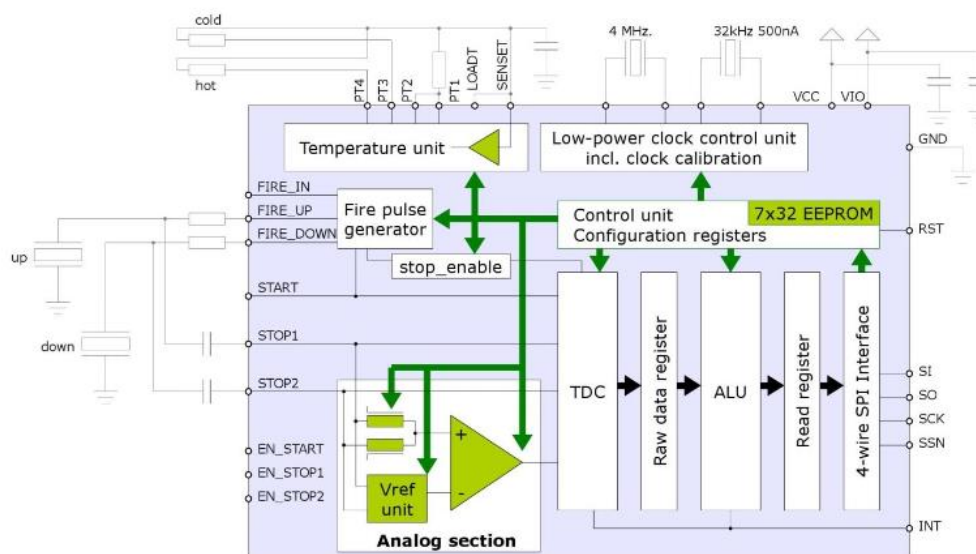 cold
hot
4 MHz.
32kHz 500nA
PT4
PT3
PT2
PT1
LOADT
SENSET
VCC
VIO
GND
Temperature unit
Low-power clock control unit
incl. clock calibration
FIRE_IN
FIRE_UP
FIRE_DOWN
Fire pulse
generator
Control unit
Configuration registers
7x32 EEPROM
RST
up
stop_enable
START
down
STOP1
STOP2
TDC
Raw data register
ALU
Read register
4-wire SPI Interface
SI
SO
SCK
SSN
EN_START
EN_STOP1
EN_STOP2
+
-
Vref
unit
Analog section
INT